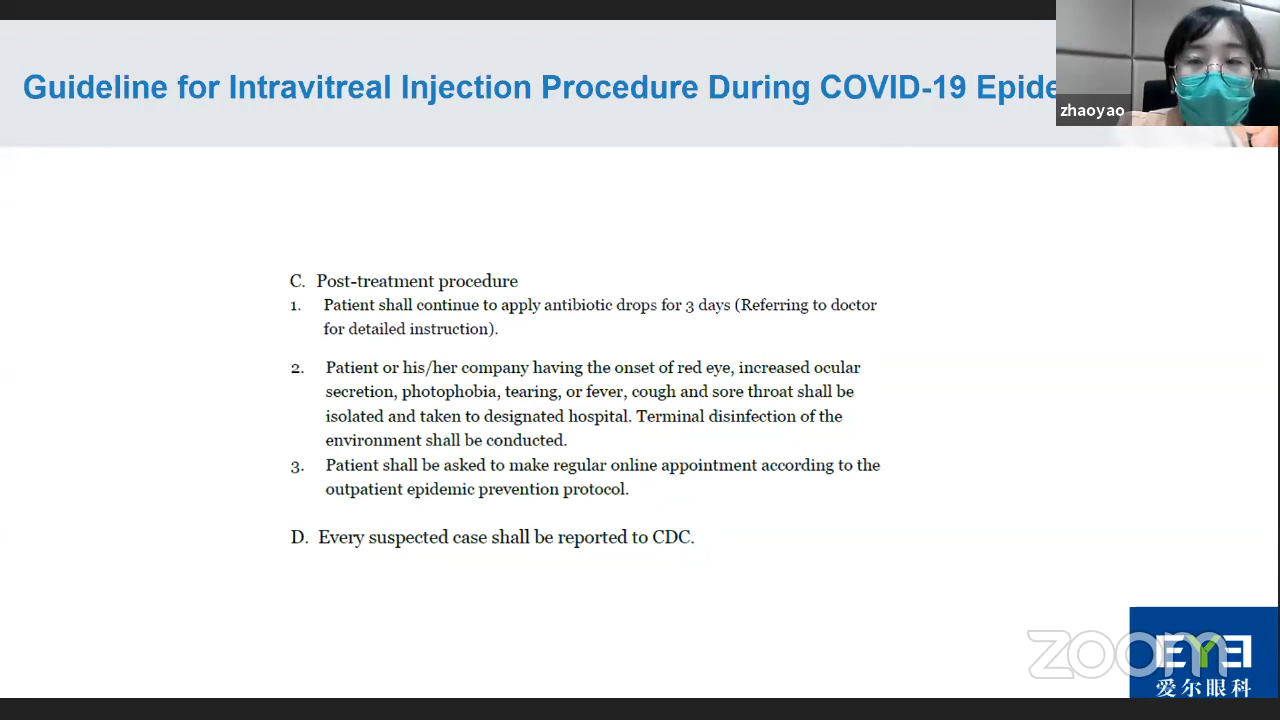 Guideline for Intravitreal Injection Procedure During COVID-19 Epide
zhaoyao
C. Post-treatment procedure
1. Patient shall continue to apply antibiotic drops for 3 days (Referring to doctor
for detailed instruction).
2. Patient or his/her company having the onset of red eye, increased ocular
secretion, photophobia, tearing, or fever, cough and sore throat shall be
isolated and taken to designated hospital. Terminal disinfection of the
environment shall be conducted.
3. Patient shall be asked to make regular online appointment according to the
outpatient epidemic prevention protocol.
D. Every suspected case shall be reported to CDC.
zoom
EYE
爱尔眼科